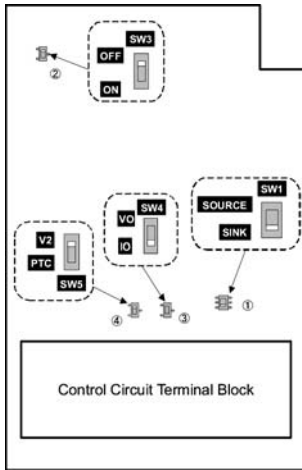 SW3
OFF
ON
②
SW1
SOURCE
SINK
SW4
VO
IO
V2
PTC
SW5
④
③
①
Control Circuit Terminal Block